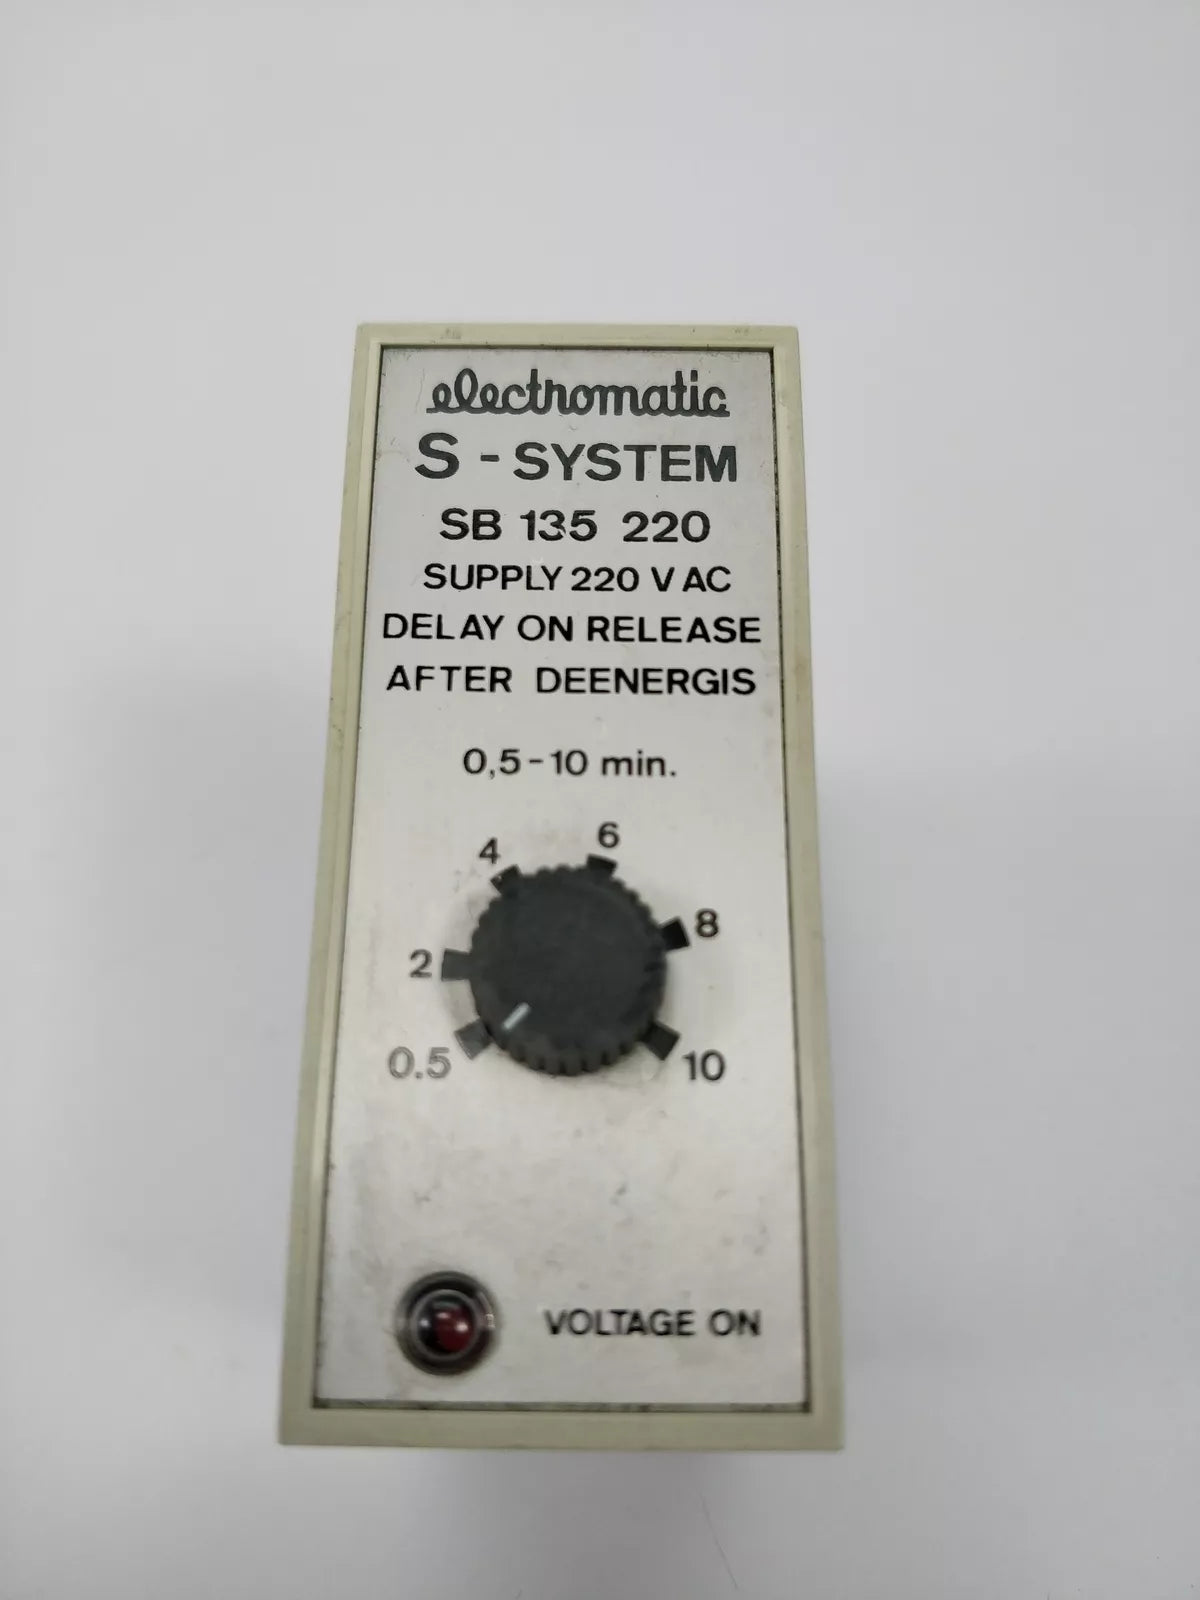 electromatic
S - SYSTEM
SB 135 220
SUPPLY 220 V AC
DELAY ON RELEASE
AFTER DEENERGIS
0,5 - 10 min.
4 6
2 8
0.5 10
VOLTAGE ON